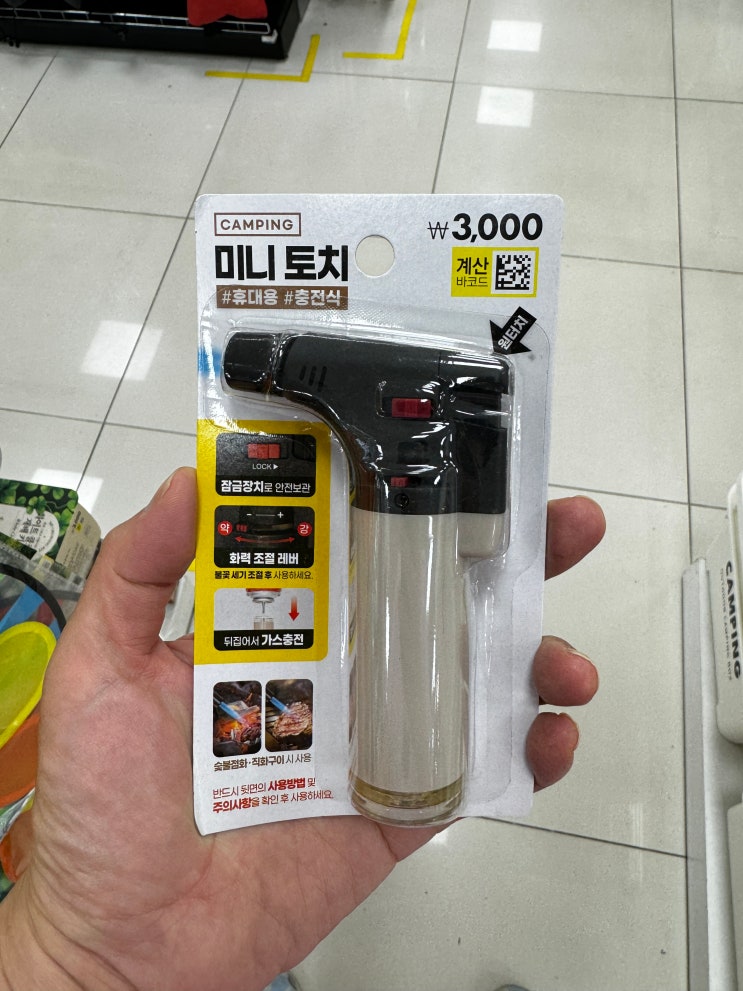 CAMPING
₩3,000
미니 토치
#휴대용 #충전식
계산
바코드
원터치
LOCK ▶
잠금장치로 안전보관
- +
약 강
화력 조절 레버
불꽃 세기 조절 후 사용하세요.
뒤집어서 가스충전
숯불점화·직화구이 시 사용
반드시 뒷면의 사용방법 및
주의사항을 확인 후 사용하세요.
CAMPING